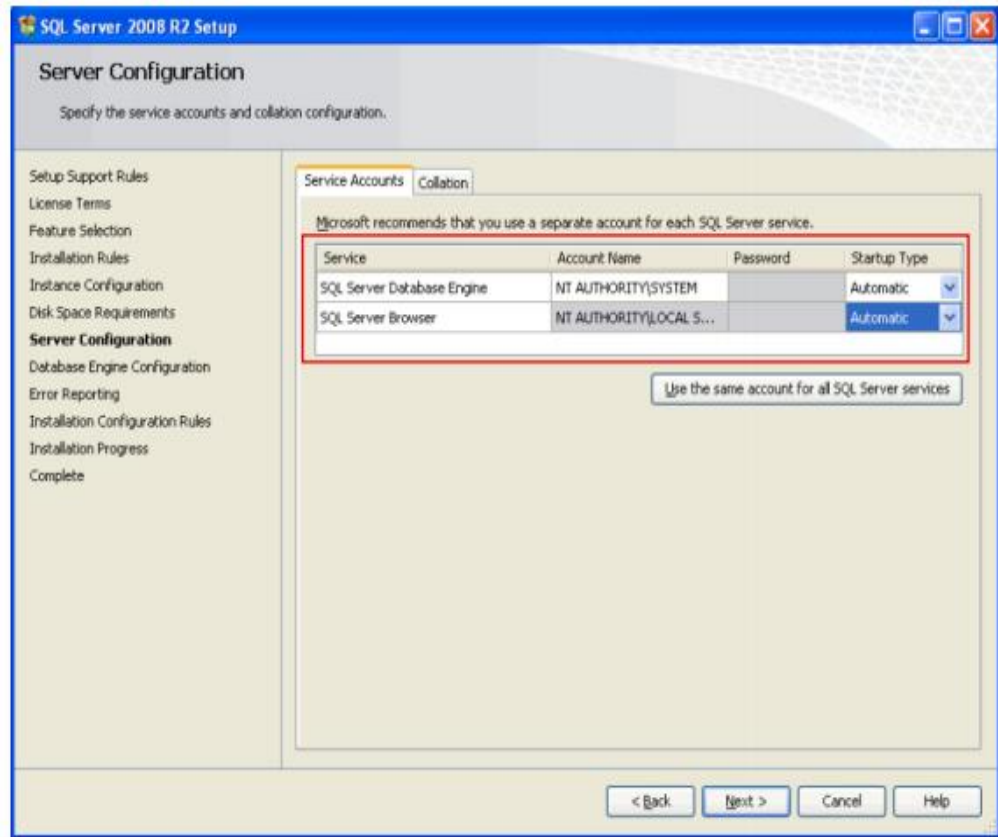 SQL Server 2008 R2 Setup
Server Configuration
Specify the service accounts and collation configuration.
Setup Support Rules
License Terms
Feature Selection
Installation Rules
Instance Configuration
Disk Space Requirements
Server Configuration
Database Engine Configuration
Error Reporting
Installation Configuration Rules
Installation Progress
Complete
Service Accounts Collation
Microsoft recommends that you use a separate account for each SQL Server service.
Service Account Name Password Startup Type
SQL Server Database Engine NT AUTHORITY\SYSTEM Automatic
SQL Server Browser NT AUTHORITY\LOCAL S... Automatic
Use the same account for all SQL Server services
< Back Next > Cancel Help